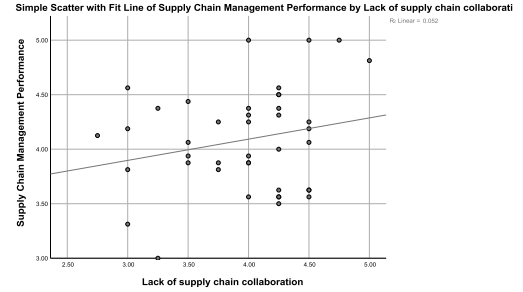 Simple Scatter with Fit Line of Supply Chain Management Performance by Lack of supply chain collaborati
R² Linear = 0.052
Supply Chain Management Performance
5.00
4.50
4.00
3.50
3.00
2.50 3.00 3.50 4.00 4.50 5.00
Lack of supply chain collaboration